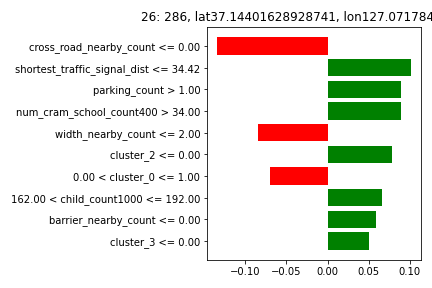 26: 286, lat37.14401628928741, lon127.071784
cross_road_nearby_count <= 0.00
shortest_traffic_signal_dist <= 34.42
parking_count > 1.00
num_cram_school_count400 > 34.00
width_nearby_count <= 2.00
cluster_2 <= 0.00
0.00 < cluster_0 <= 1.00
162.00 < child_count1000 <= 192.00
barrier_nearby_count <= 0.00
cluster_3 <= 0.00
−0.10 −0.05 0.00 0.05 0.10